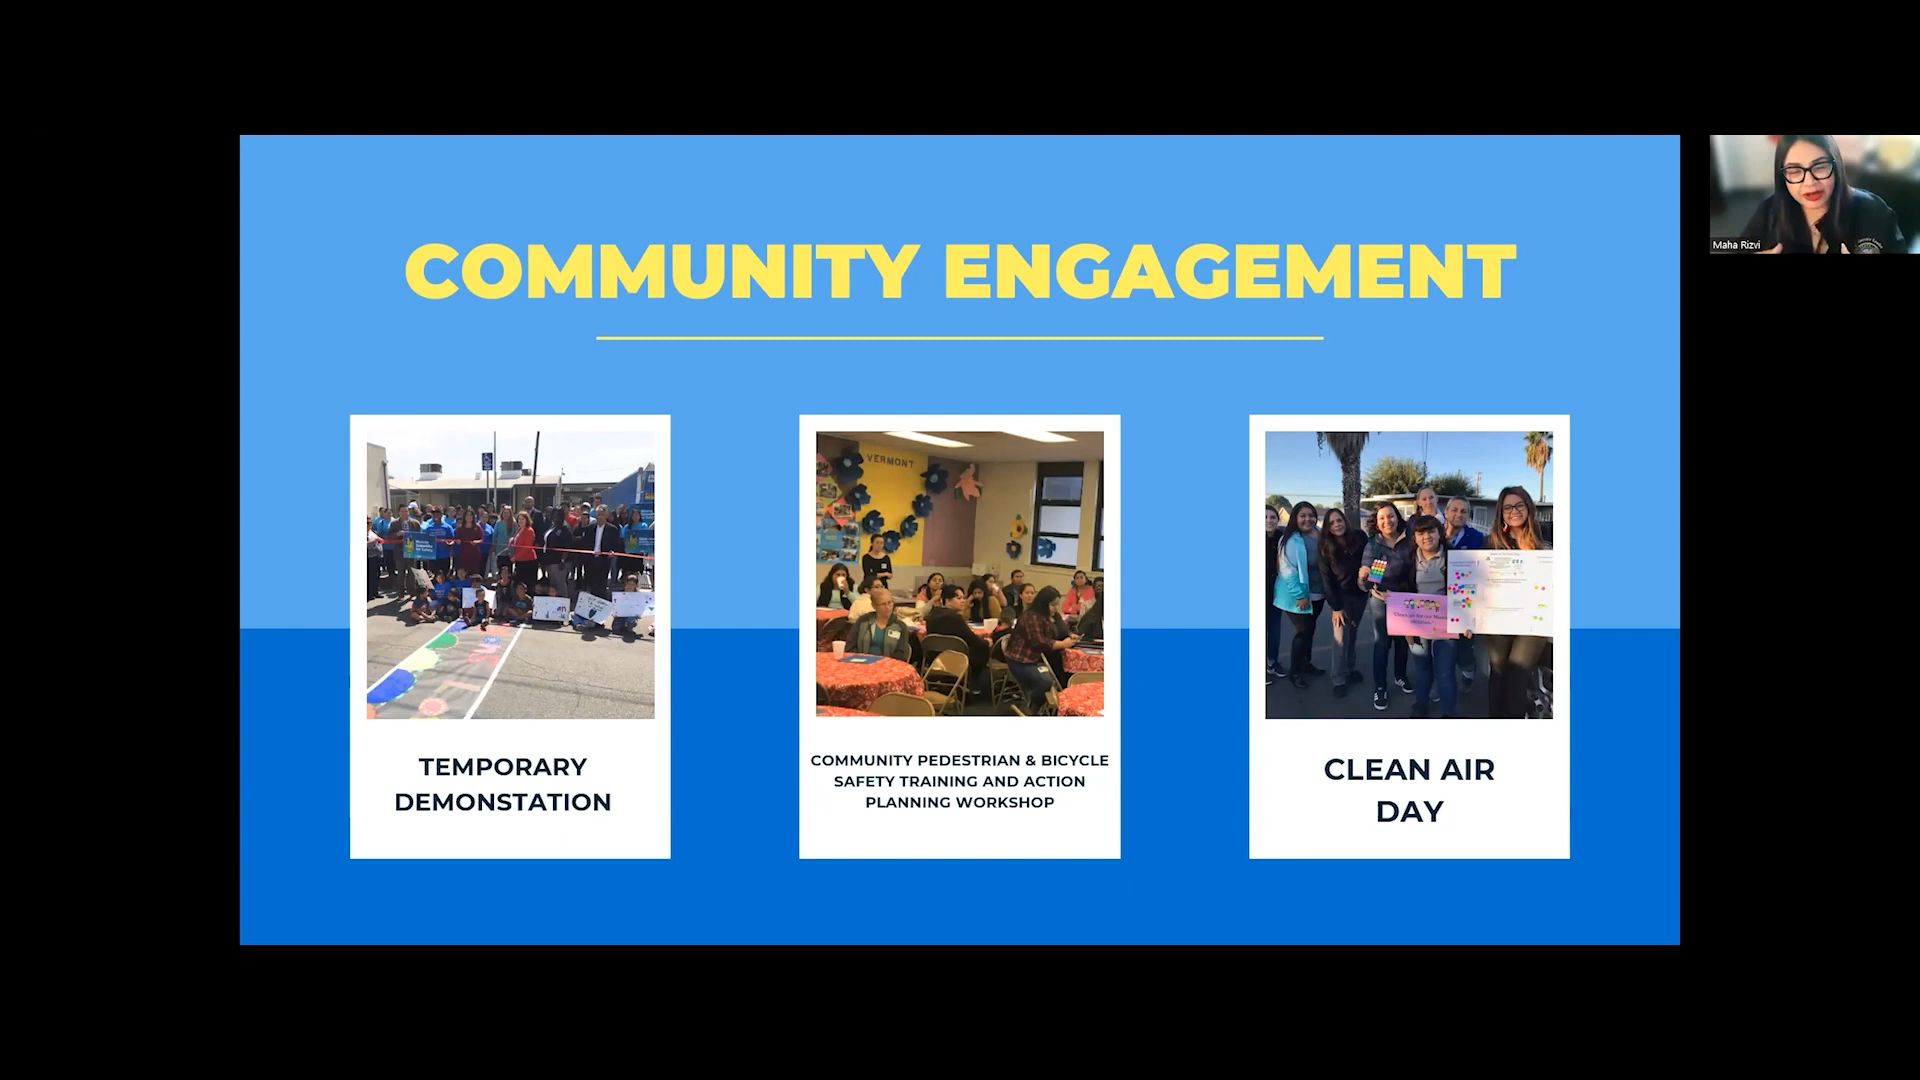 COMMUNITY ENGAGEMENT
Maha Rizvi
VERMONT
TEMPORARY
DEMONSTATION
COMMUNITY PEDESTRIAN & BICYCLE
SAFETY TRAINING AND ACTION
PLANNING WORKSHOP
CLEAN AIR
DAY